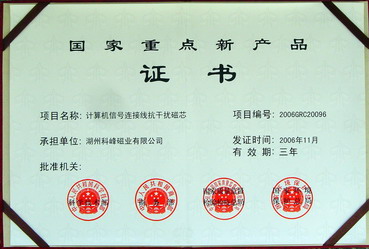 国家重点新产品
证书
项目名称：计算机信号连接线抗干扰磁芯
项目编号：2006GRC20096
承担单位：湖州科峰磁业有限公司
发证时间：2006年11月
有效期：三年
批准机关：